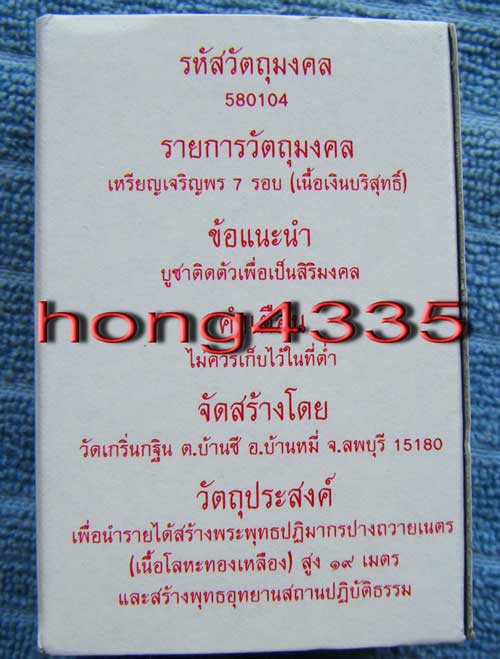 รหัสวัตถุมงคล
580104
รายการวัตถุมงคล
เหรียญเจริญพร 7 รอบ (เนื้อเงินบริสุทธิ์)
ข้อแนะนำ
บูชาติดตัวเพื่อเป็นสิริมงคล
hong4335
ไม่ควรเก็บไว้ในที่ต่ำ
จัดสร้างโดย
วัดเกริ่นกฐิน ต.บ้านชี อ.บ้านหมี่ จ.ลพบุรี 15180
วัตถุประสงค์
เพื่อนำรายได้สร้างพระพุทธปฏิมากรปางถวายเนตร
(เนื้อโลหะทองเหลือง) สูง ๑๙ เมตร
และสร้างพุทธอุทยานสถานปฏิบัติธรรม